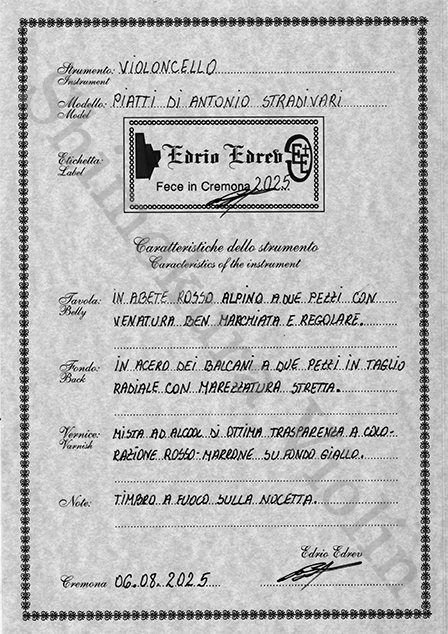 Strumento: VIOLONCELLO
Instrument
Modello: PIATTI DI ANTONIO STRADIVARI
Model
Etichetta:
Label
Edrio Edrev
Fece in Cremona 2025
Caratteristiche dello strumento
Caracteristics of the instrument
Tavola: IN ABETE ROSSO ALPINO A DUE PEZZI CON
Belly
VENATURA BEN MARCHIATA E REGOLARE.
Fondo: IN ACERO DEI BALCANI A DUE PEZZI IN TAGLIO
Back
RADIALE CON MAREZZATURA STRETTA.
Vernice: MISTA AD ALCOOL DI OTTIMA TRASPARENZA A COLO-
Varnish
RAZIONE ROSSO-MARRONE SU FONDO GIALLO.
Note: TIMBRO A FUOCO SULLA NOCETTA.
Edrio Edrev
Cremona 06.08.2025